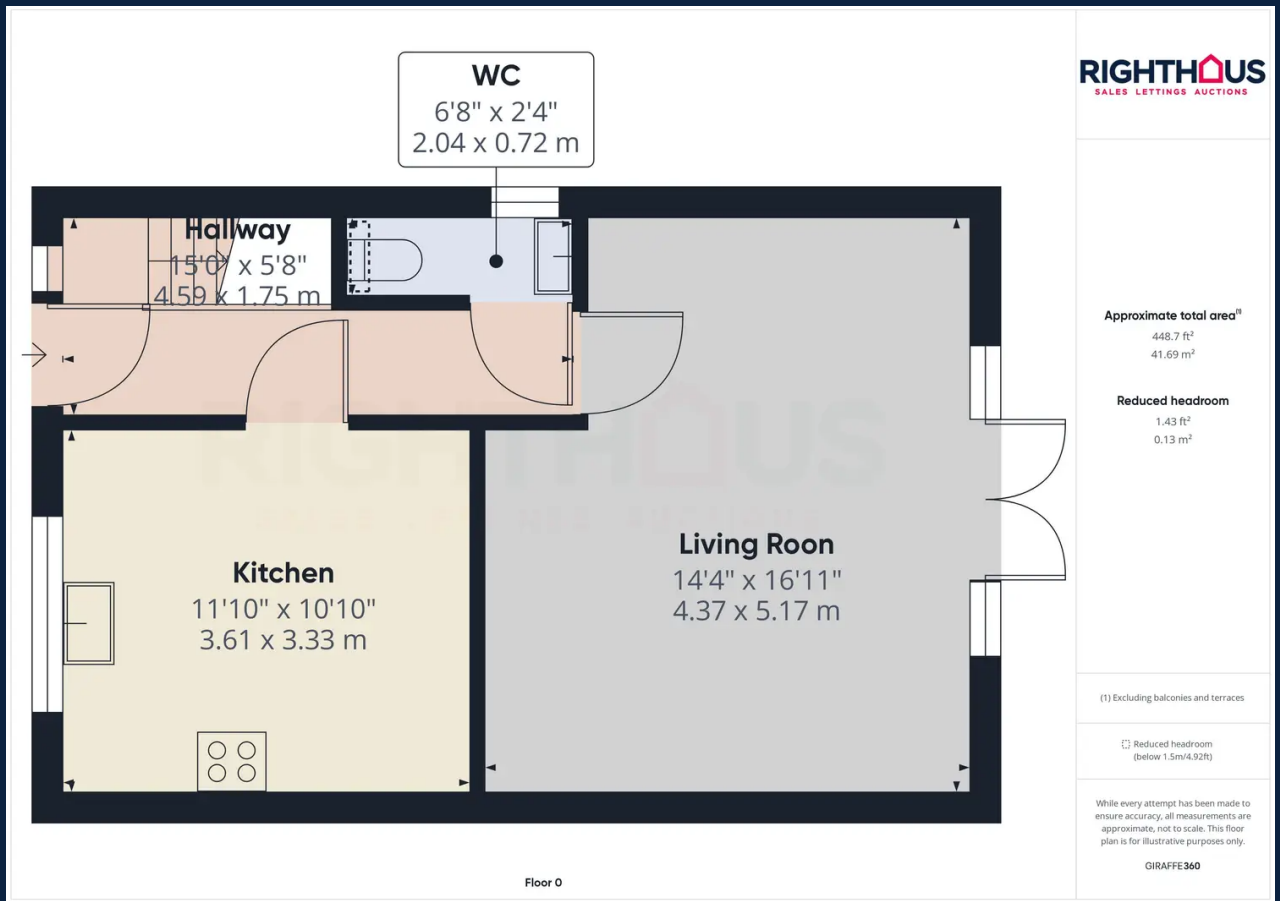 WC
6'8" x 2'4"
2.04 x 0.72 m
Hallway
15'0" x 5'8"
4.59 x 1.75 m
Kitchen
11'10" x 10'10"
3.61 x 3.33 m
Living Roon
14'4" x 16'11"
4.37 x 5.17 m
RIGHTHOUS
SALES LETTINGS AUCTIONS
Floor 0
RIGHTHOUS
SALES LETTINGS AUCTIONS
Approximate total area(1)
448.7 ft²
41.69 m²
Reduced headroom
1.43 ft²
0.13 m²
(1) Excluding balconies and terraces
Reduced headroom
(below 1.5m/4.92ft)
While every attempt has been made to
ensure accuracy, all measurements are
approximate, not to scale. This floor
plan is for illustrative purposes only.
GIRAFFE360